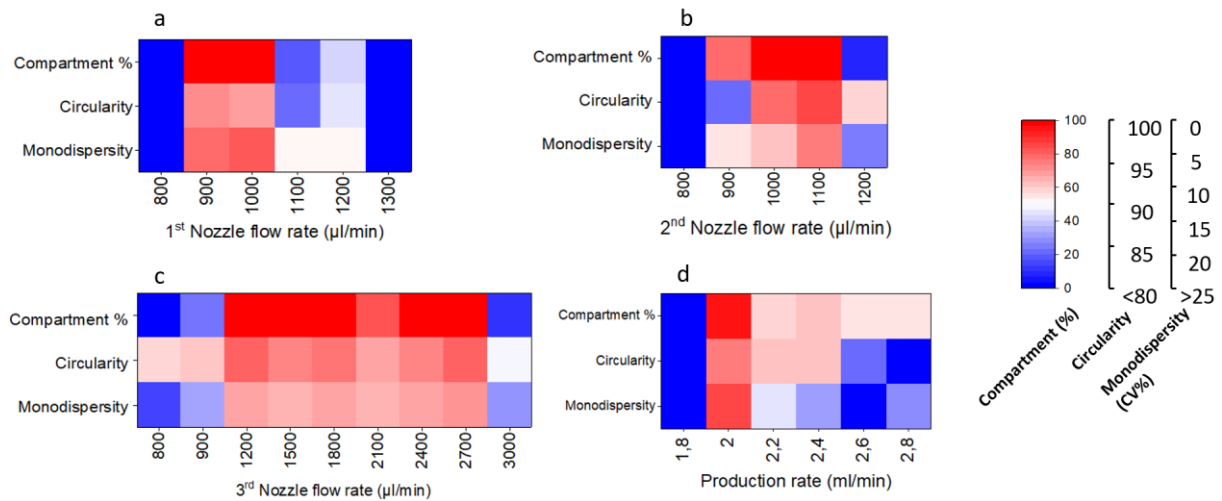 a
Compartment %
Circularity
Monodispersity
800
900
1000
1100
1200
1300
1st Nozzle flow rate (µl/min)
b
Compartment %
Circularity
Monodispersity
800
900
1000
1100
1200
2nd Nozzle flow rate (µl/min)
c
Compartment %
Circularity
Monodispersity
800
900
1200
1500
1800
2100
2400
2700
3000
3rd Nozzle flow rate (µl/min)
d
Compartment %
Circularity
Monodispersity
1,8
2
2,2
2,4
2,6
2,8
Production rate (ml/min)
100
80
60
40
20
0
Compartment (%)
100
95
90
85
<80
Circularity
0
5
10
15
20
>25
Monodispersity
(CV%)